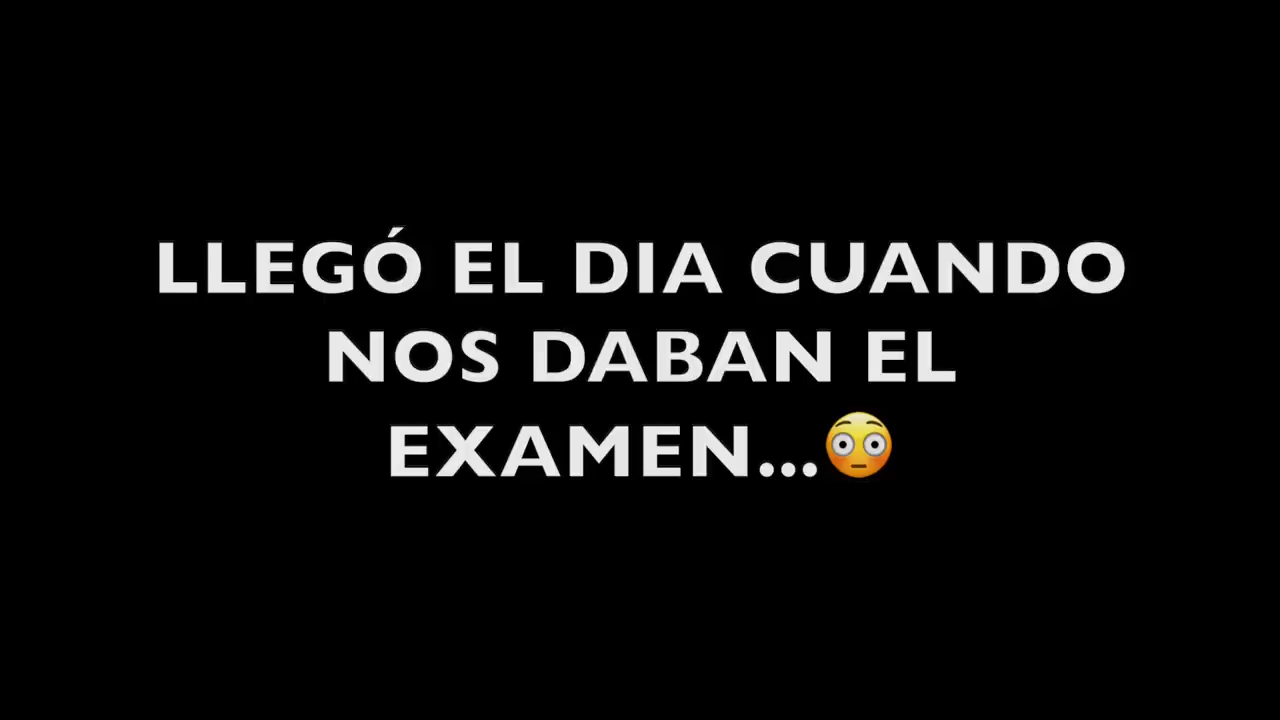 LLEGÓ EL DIA CUANDO
NOS DABAN EL
EXAMEN...😳